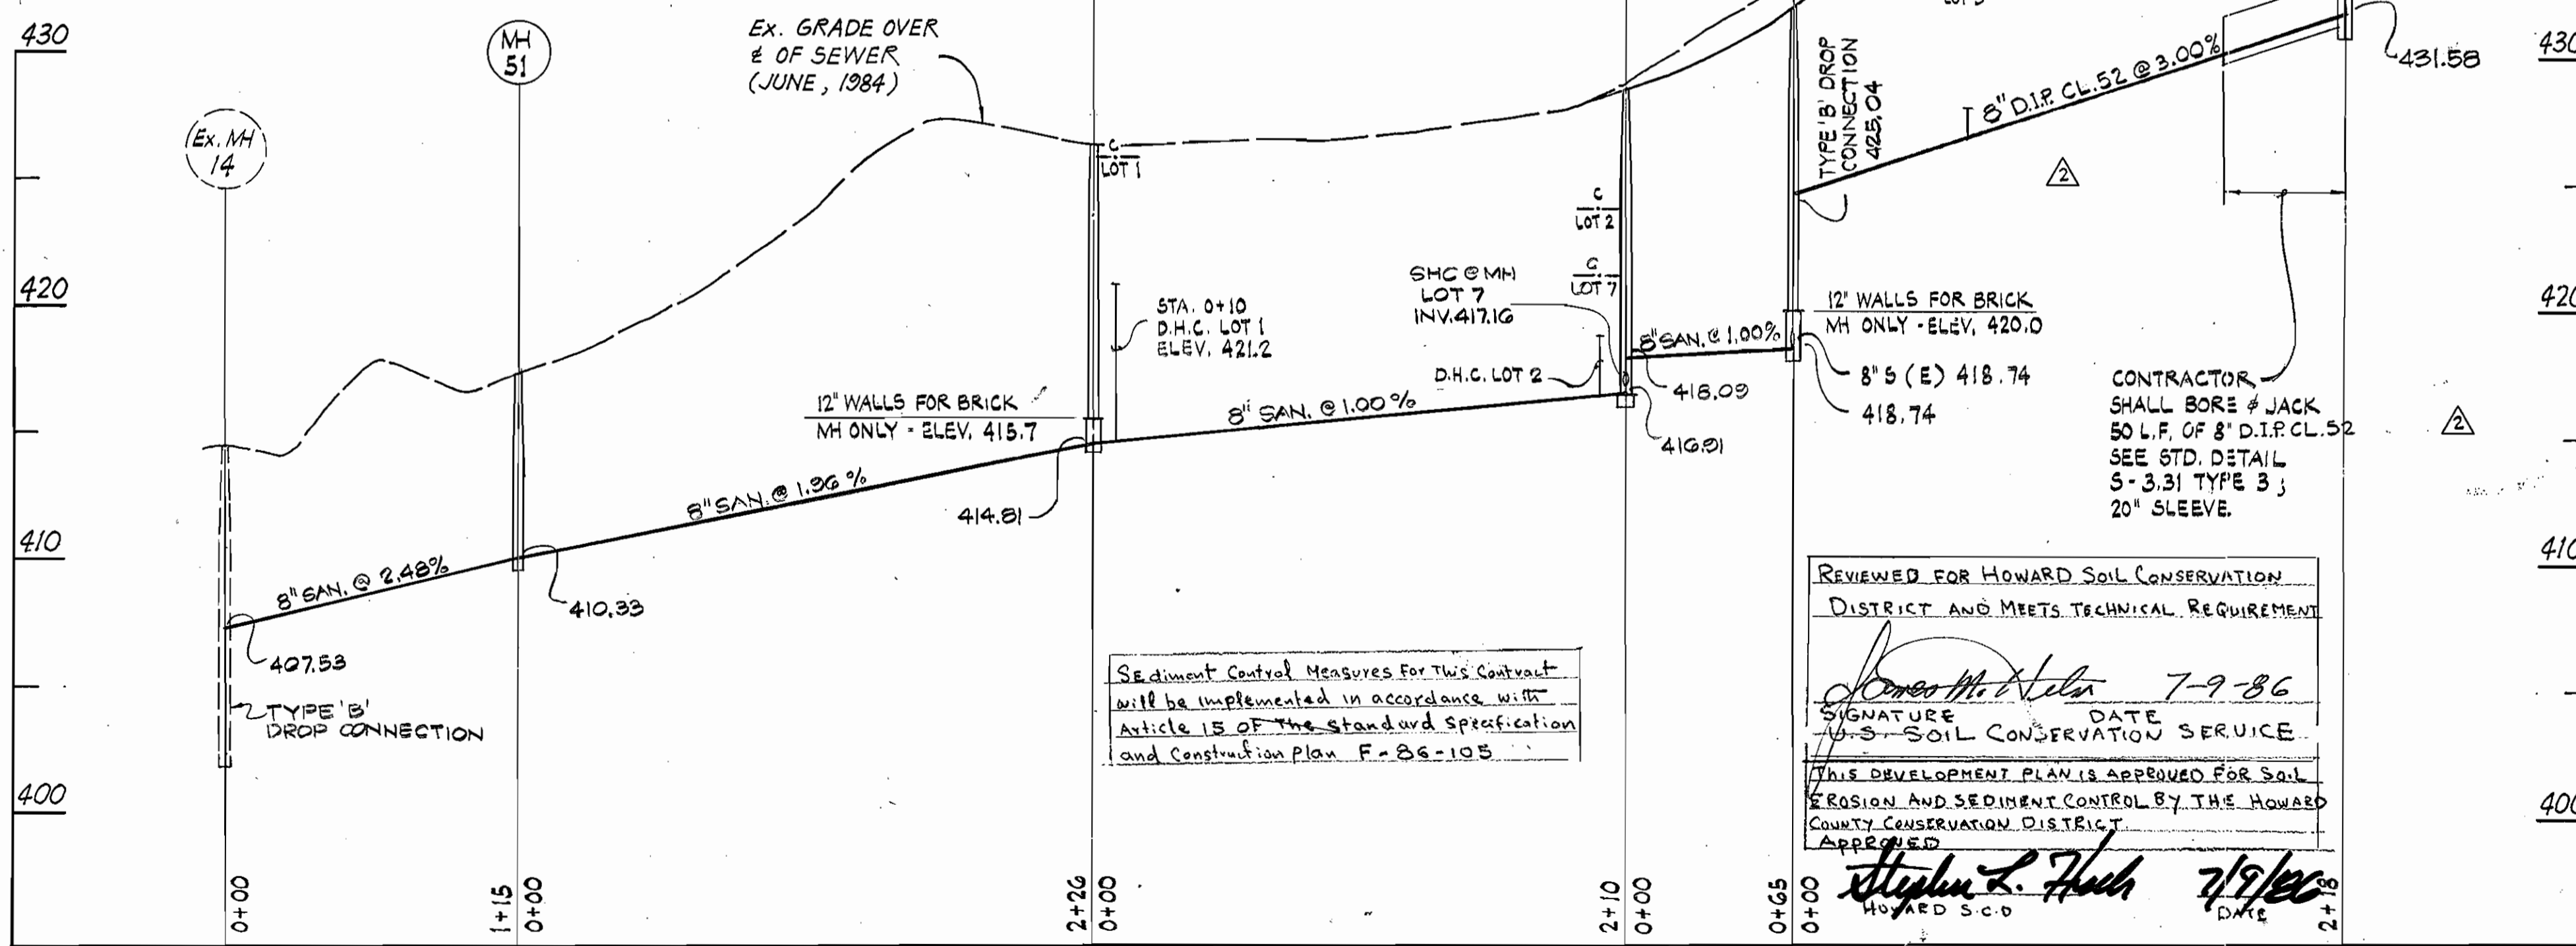 430
420
410
400
Ex. MH
14
MH
51
Ex. GRADE OVER
℄ OF SEWER
(JUNE, 1984)
C
LOT 1
C
LOT 2
C
LOT 7
SHC @ MH
LOT 7
INV. 417.16
STA. 0+10
D.H.C. LOT 1
ELEV. 421.2
D.H.C. LOT 2
12" WALLS FOR BRICK
MH ONLY - ELEV. 415.7
8" SAN. @ 2.48%
8" SAN. @ 1.96 %
8" SAN. @ 1.00 %
8" SAN. @ 1.00%
8" D.I.P. CL. 52 @ 3.00%
407.53
TYPE 'B'
DROP CONNECTION
410.33
414.81
416.91
418.09
TYPE 'B' DROP
CONNECTION
425.04
12" WALLS FOR BRICK
MH ONLY - ELEV. 420.0
8" S (E) 418.74
418.74
431.58
2
2
CONTRACTOR
SHALL BORE & JACK
50 L.F. OF 8" D.I.P. CL. 52
SEE STD. DETAIL
S-3.31 TYPE 3;
20" SLEEVE.
Sediment Control Measures For This Contract
will be implemented in accordance with
Article 15 OF The Standard Specification
and Construction Plan F-86-105
REVIEWED FOR HOWARD SOIL CONSERVATION
DISTRICT AND MEETS TECHNICAL REQUIREMENT
James M. 7-9-86
SIGNATURE DATE
U.S. SOIL CONSERVATION SERVICE
THIS DEVELOPMENT PLAN IS APPROVED FOR SOIL
EROSION AND SEDIMENT CONTROL BY THE HOWARD
COUNTY CONSERVATION DISTRICT.
APPROVED
Stephen L. 7/9/86
HOWARD S.C.D DATE
0+00
1+15
0+00
2+26
0+00
2+10
0+00
0+65
0+00
2+18
430
420
410
400